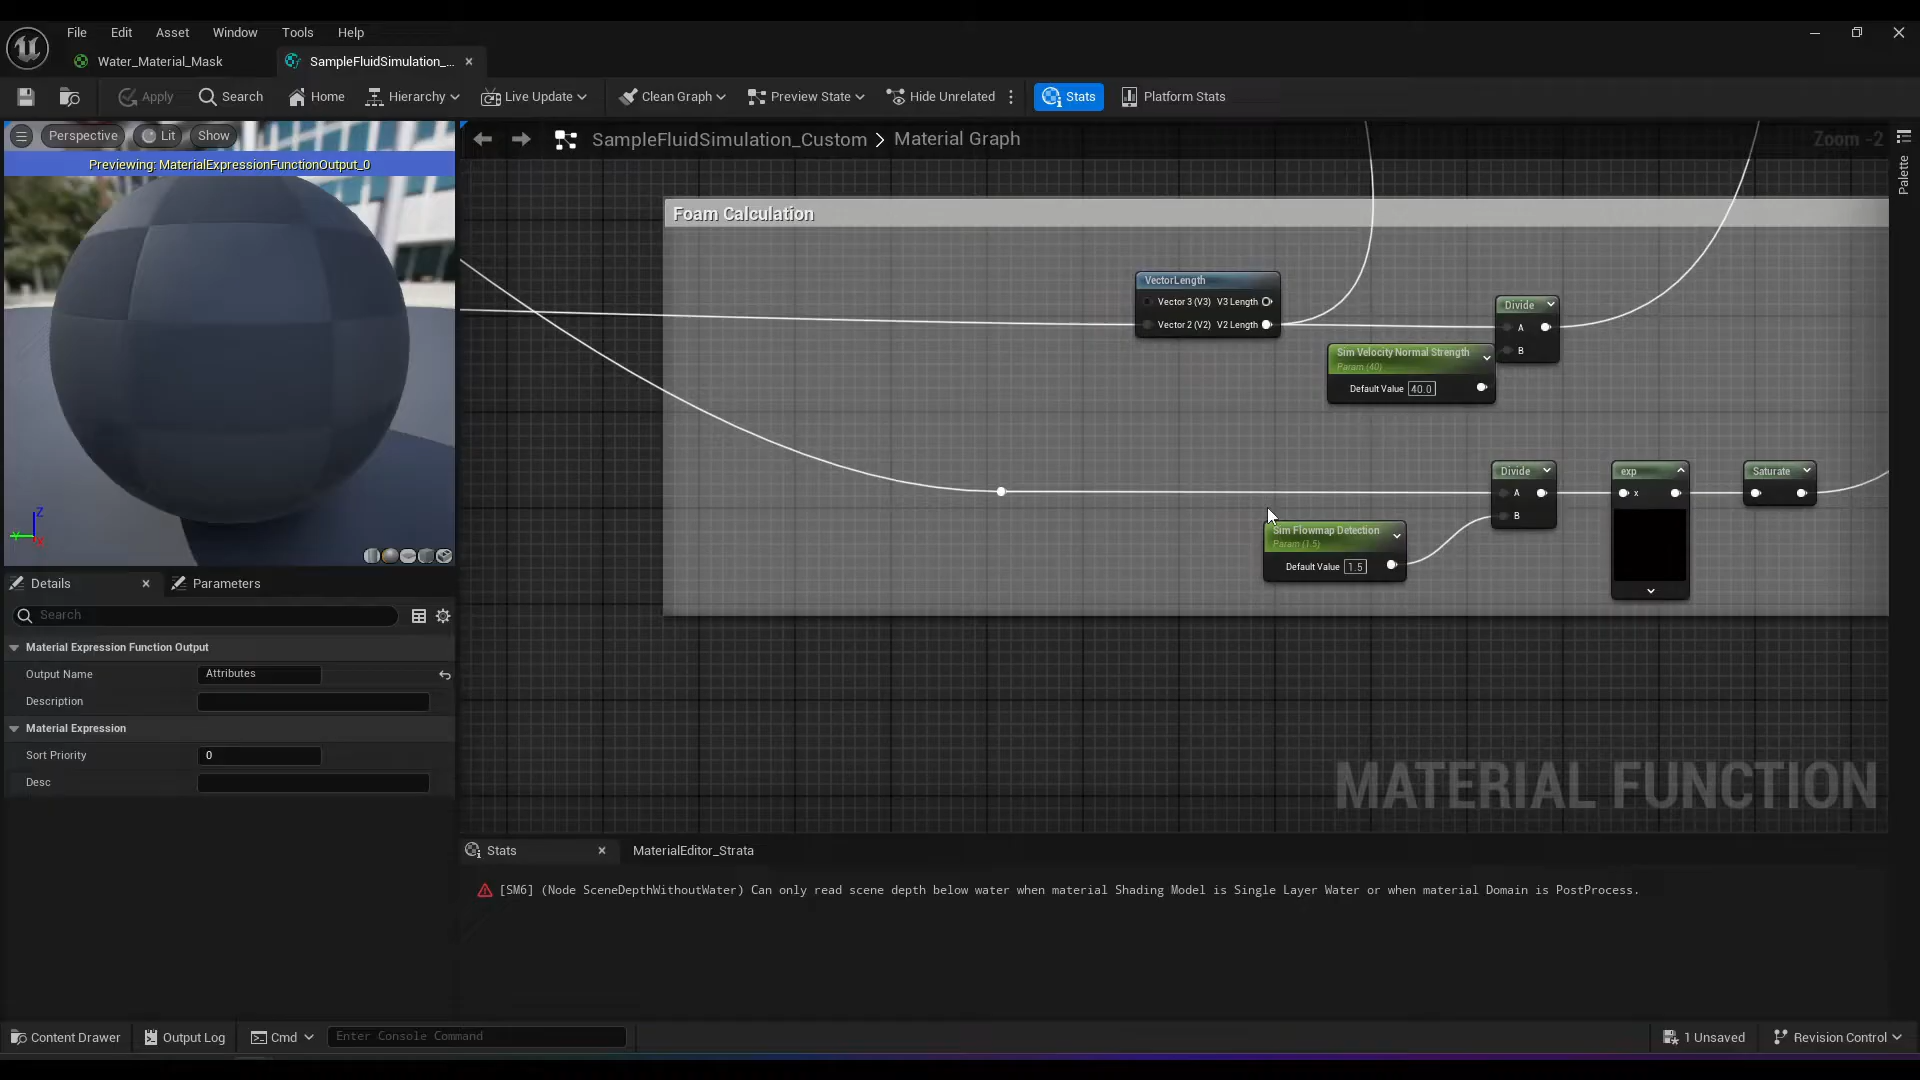 File Edit Asset Window Tools Help
Water_Material_Mask
SampleFluidSimulation_...
Apply Search Home Hierarchy Live Update Clean Graph Preview State Hide Unrelated Stats Platform Stats
Perspective Lit Show
Previewing: MaterialExpressionFunctionOutput_0
SampleFluidSimulation_Custom > Material Graph
Zoom -2
Palette
Foam Calculation
VectorLength
Vector 3 (V3) V3 Length
Vector 2 (V2) V2 Length
Divide
A
B
Sim Velocity Normal Strength
Param (40)
Default Value 40.0
Divide
A
B
exp
x
Saturate
Sim Flowmap Detection
Param (1.5)
Default Value 1.5
MATERIAL FUNCTION
Z
Details
Parameters
Search
Material Expression Function Output
Output Name Attributes
Description
Material Expression
Sort Priority 0
Desc
Stats
MaterialEditor_Strata
[SM6] (Node SceneDepthWithoutWater) Can only read scene depth below water when material Shading Model is Single Layer Water or when material Domain is PostProcess.
Content Drawer Output Log Cmd Enter Console Command
1 Unsaved Revision Control